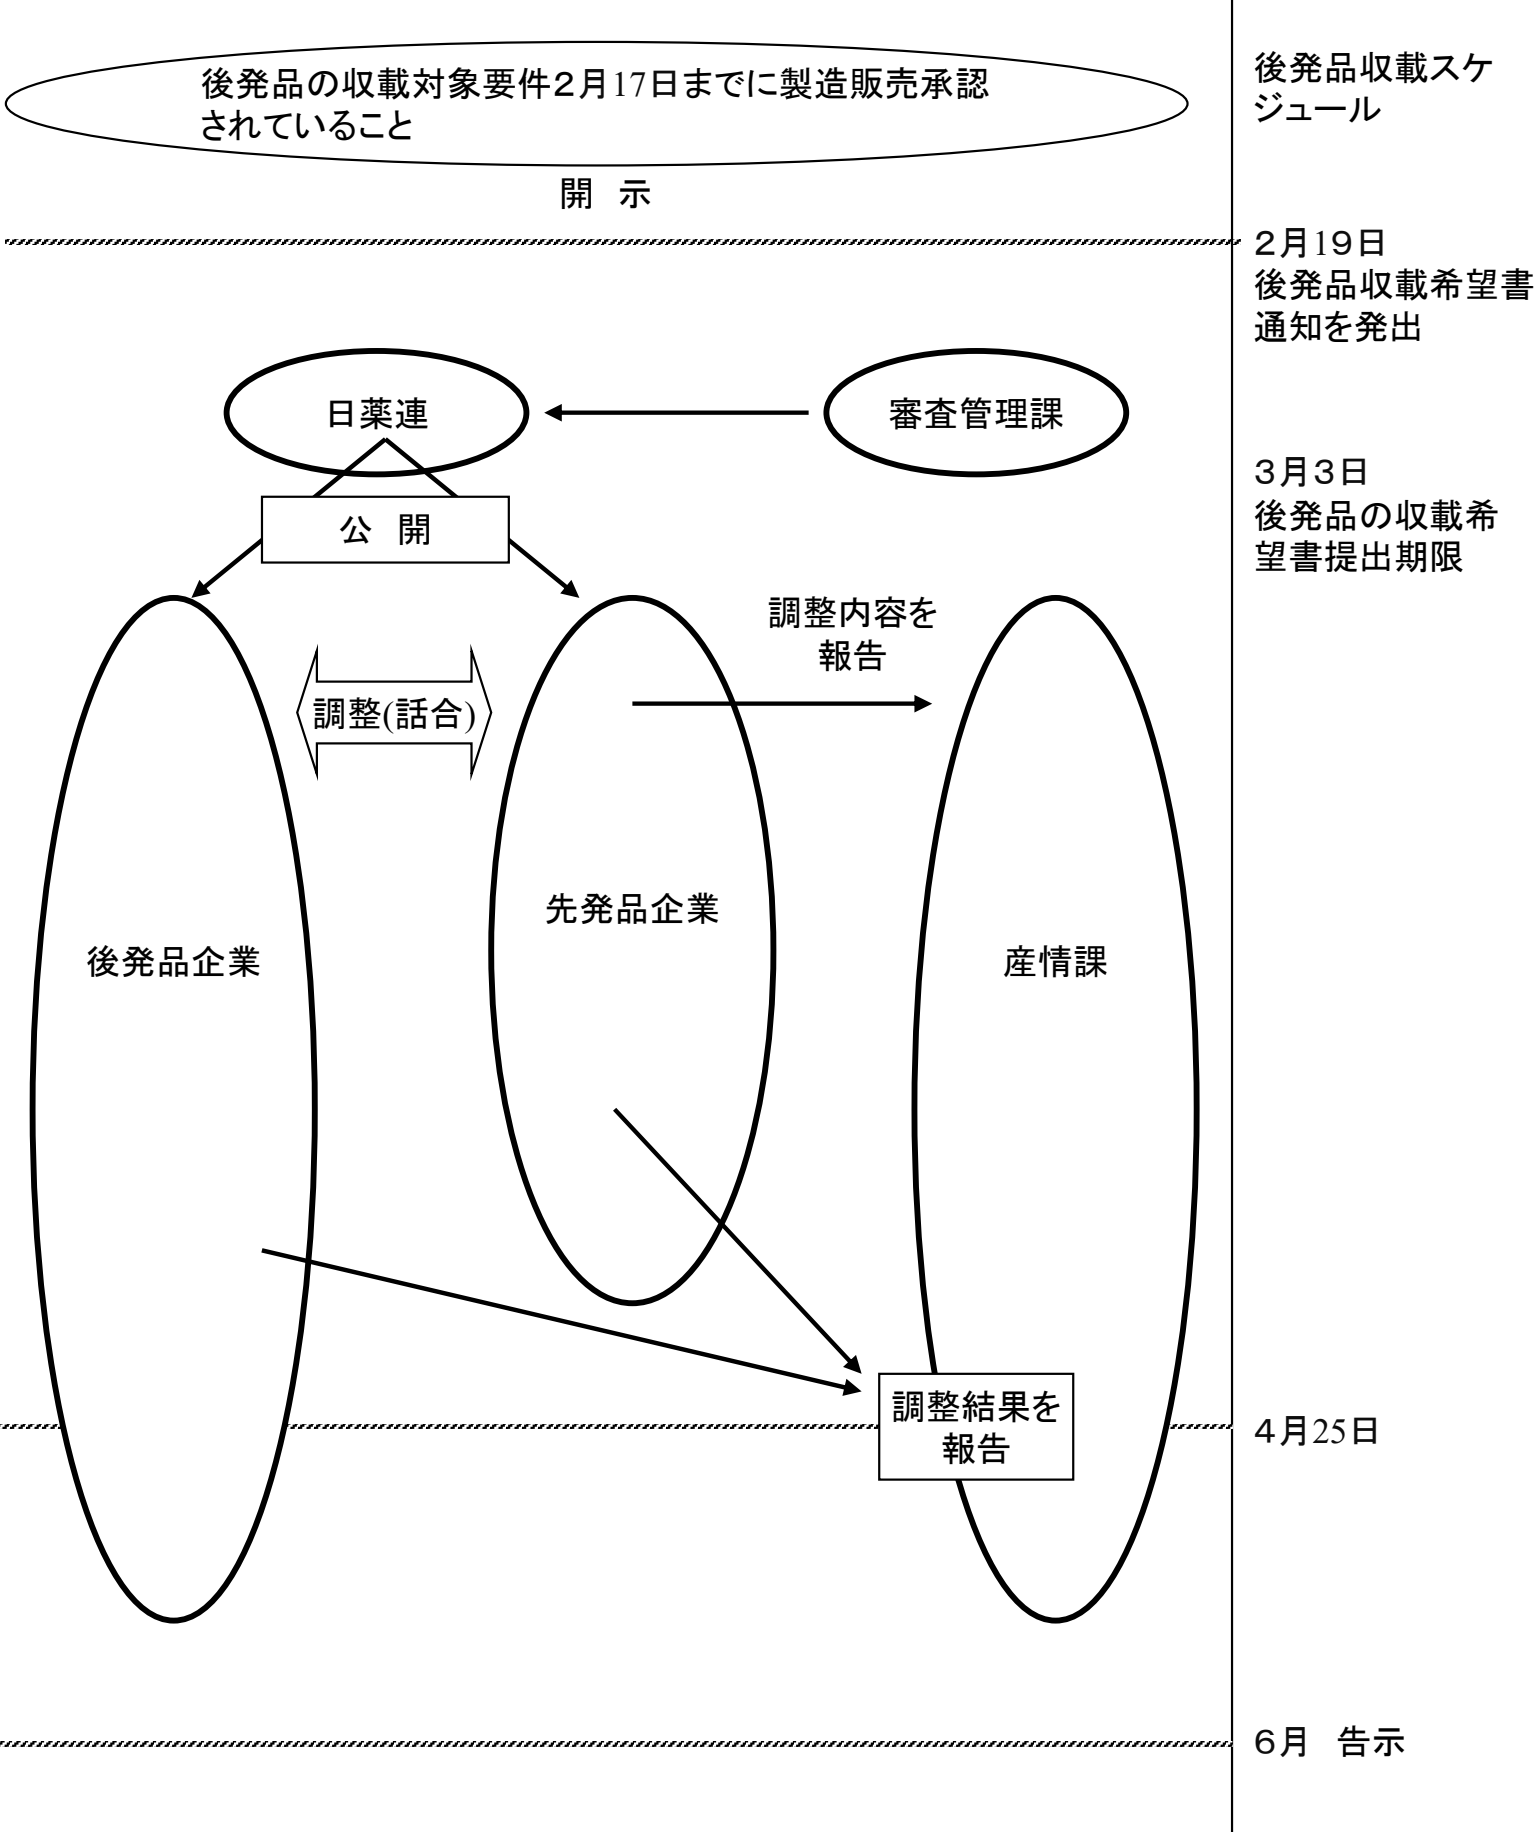 後発品の収載対象要件２月17日までに製造販売承認
されていること
開　示
後発品収載スケ
ジュール
２月19日
後発品収載希望書
通知を発出
日薬連
審査管理課
公　開
３月３日
後発品の収載希
望書提出期限
調整内容を
報告
調整(話合)
先発品企業
後発品企業
産情課
調整結果を
報告
４月25日
６月　告示